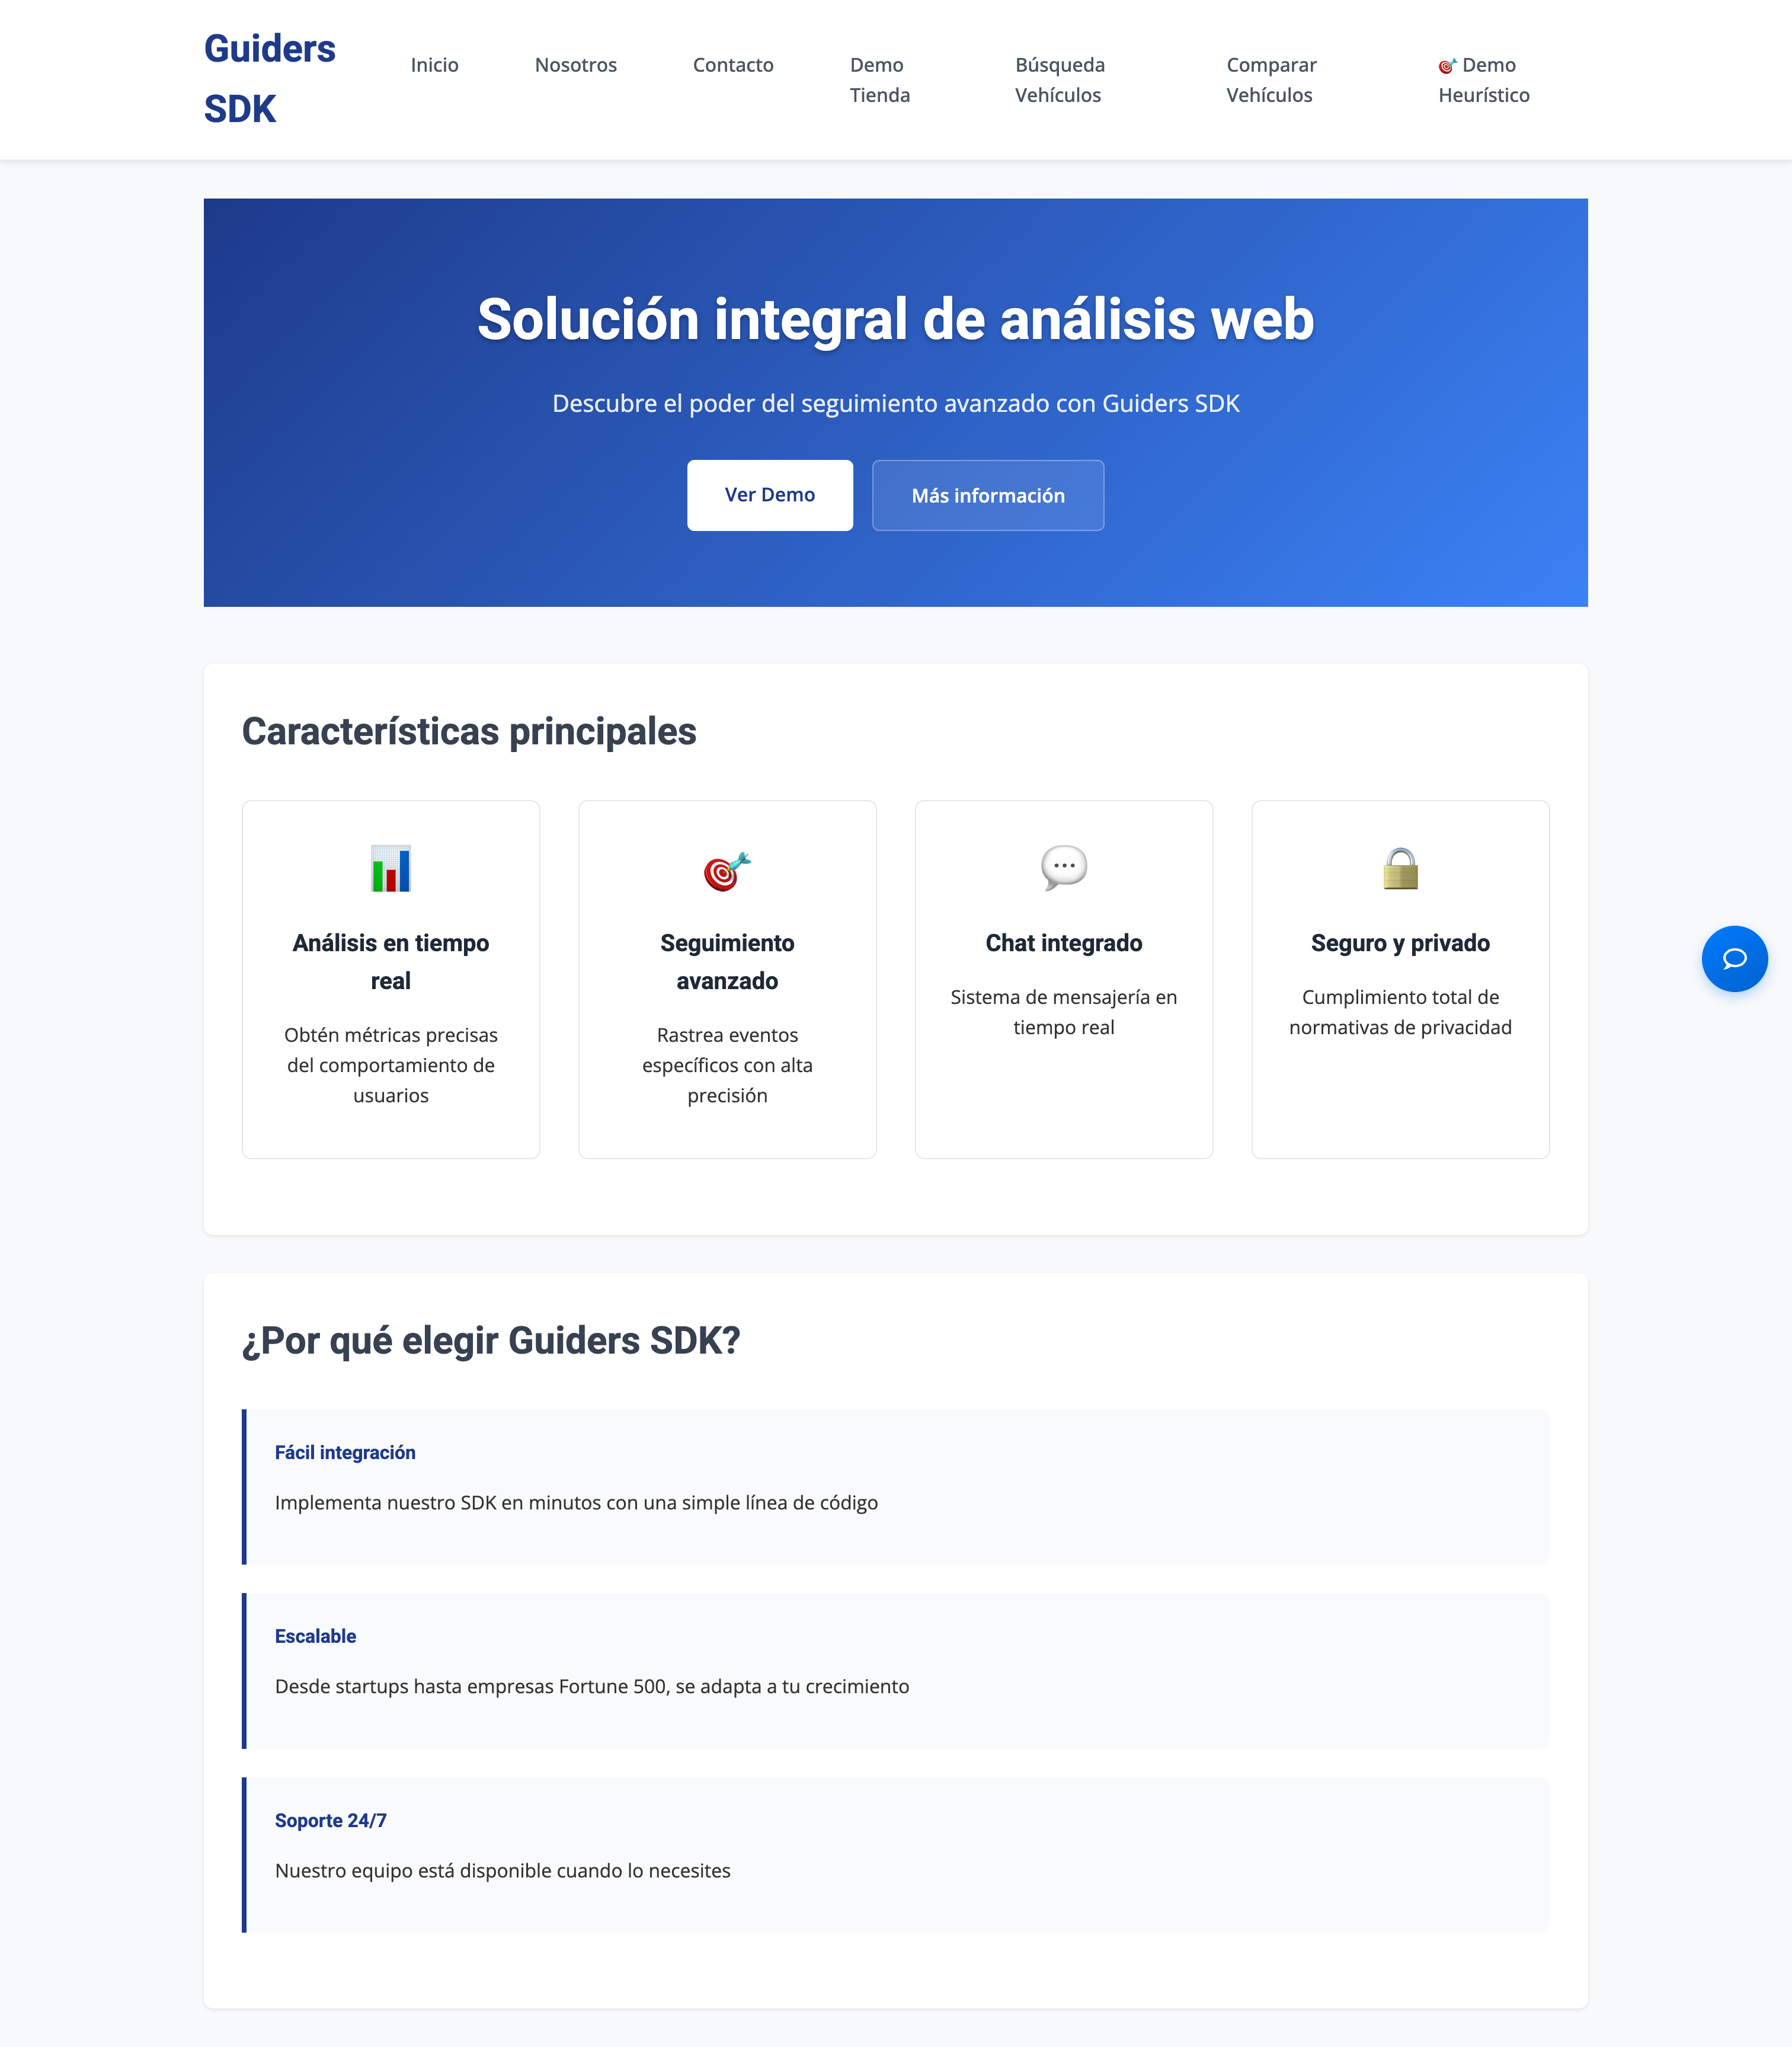 Guiders
SDK
Inicio
Nosotros
Contacto
Demo
Tienda
Búsqueda
Vehículos
Comparar
Vehículos
🎯 Demo
Heurístico
Solución integral de análisis web
Descubre el poder del seguimiento avanzado con Guiders SDK
Ver Demo
Más información
Características principales
Análisis en tiempo
real
Obtén métricas precisas
del comportamiento de
usuarios
Seguimiento
avanzado
Rastrea eventos
específicos con alta
precisión
Chat integrado
Sistema de mensajería en
tiempo real
Seguro y privado
Cumplimiento total de
normativas de privacidad
¿Por qué elegir Guiders SDK?
Fácil integración
Implementa nuestro SDK en minutos con una simple línea de código
Escalable
Desde startups hasta empresas Fortune 500, se adapta a tu crecimiento
Soporte 24/7
Nuestro equipo está disponible cuando lo necesites